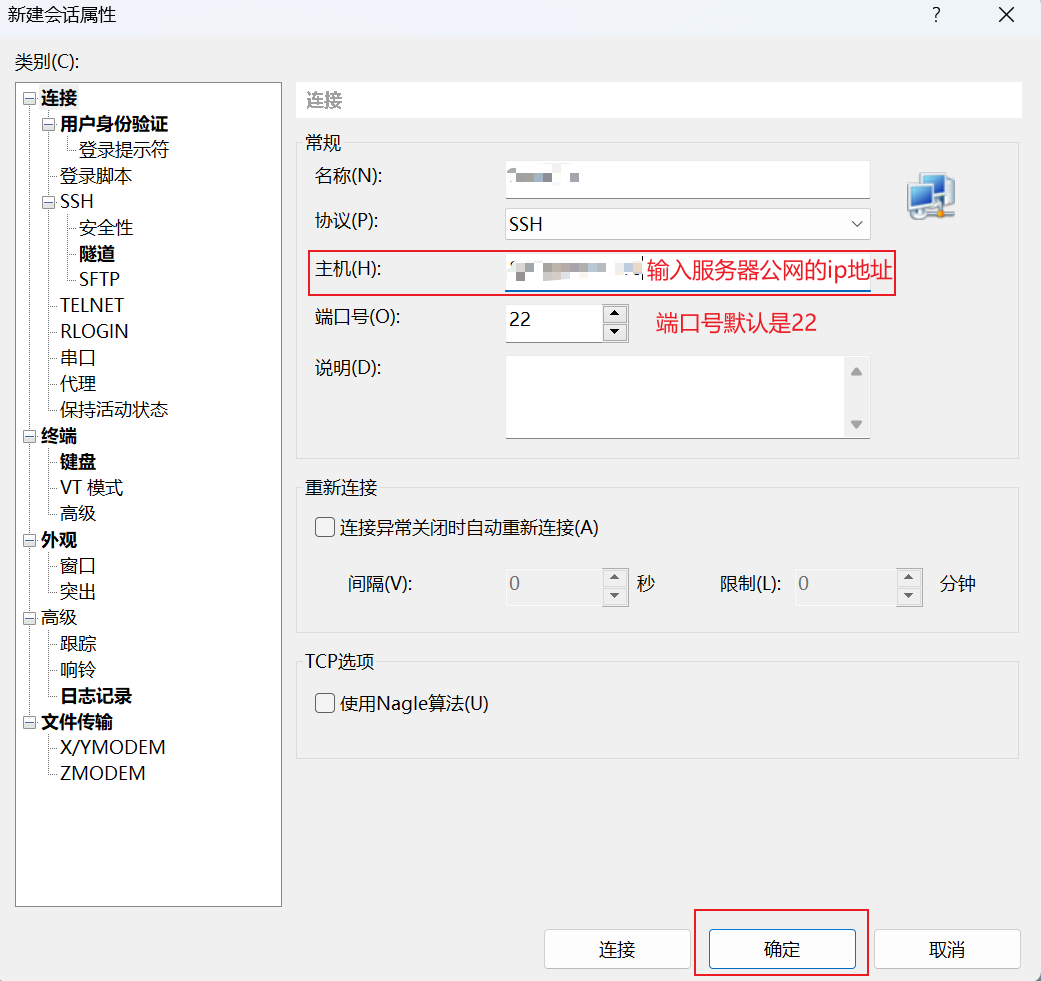 新建会话属性
?
类别(C):
连接
用户身份验证
登录提示符
登录脚本
SSH
安全性
隧道
SFTP
TELNET
RLOGIN
串口
代理
保持活动状态
终端
键盘
VT 模式
高级
外观
窗口
突出
高级
跟踪
响铃
日志记录
文件传输
X/YMODEM
ZMODEM
连接
常规
名称(N):
协议(P):
SSH
主机(H):
输入服务器公网的ip地址
端口号(O):
22
端口号默认是22
说明(D):
重新连接
连接异常关闭时自动重新连接(A)
间隔(V):
0
秒
限制(L):
0
分钟
TCP选项
使用Nagle算法(U)
连接
确定
取消